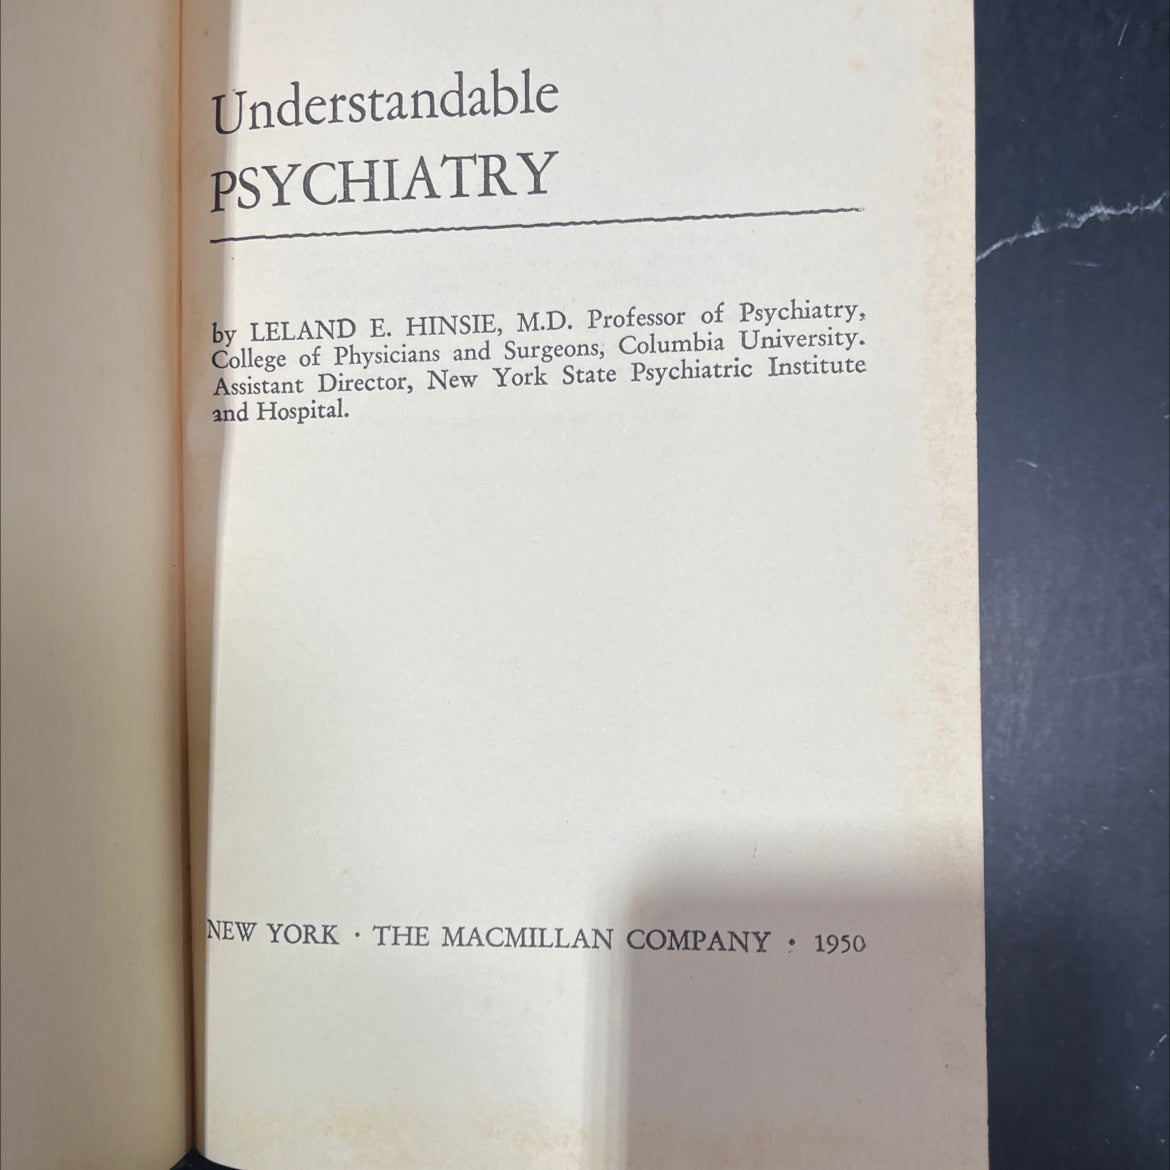 Understandable
PSYCHIATRY
by LELAND E. HINSIE, M.D. Professor of Psychiatry,
College of Physicians and Surgeons, Columbia University.
Assistant Director, New York State Psychiatric Institute
and Hospital.
NEW YORK · THE MACMILLAN COMPANY · 1950